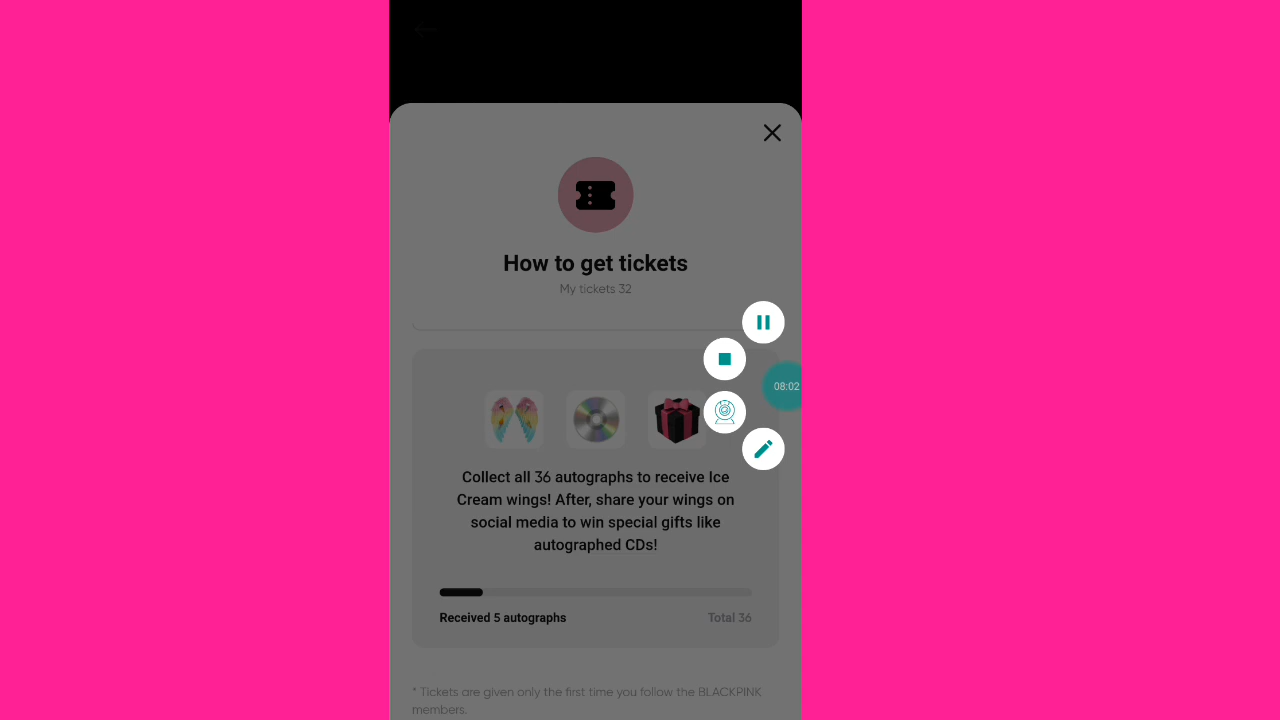 How to get tickets
My tickets 32
08:02
Collect all 36 autographs to receive Ice
Cream wings! After, share your wings on
social media to win special gifts like
autographed CDs!
Received 5 autographs
Total 36
* Tickets are given only the first time you follow the BLACKPINK
members.